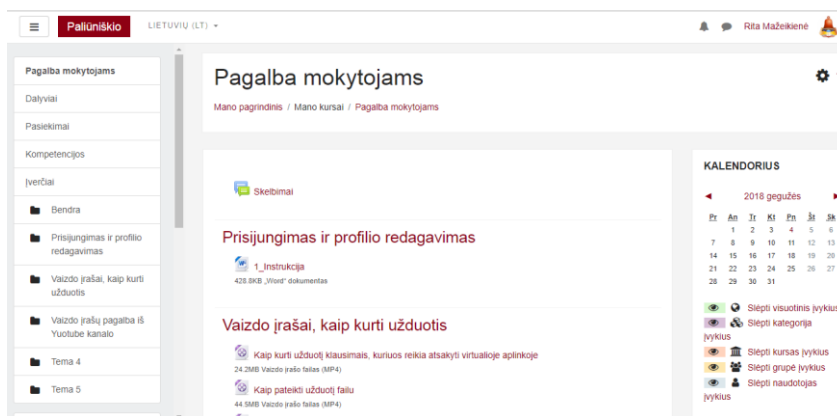 Paliūniškio
LIETUVIŲ (LT)
Rita Mažeikienė
Pagalba mokytojams
Dalyviai
Pasiekimai
Kompetencijos
Įverčiai
Bendra
Prisijungimas ir profilio
redagavimas
Vaizdo įrašai, kaip kurti
užduotis
Vaizdo įrašų pagalba iš
Yuotube kanalo
Tema 4
Tema 5
Pagalba mokytojams
Mano pagrindinis / Mano kursai / Pagalba mokytojams
Skelbimai
Prisijungimas ir profilio redagavimas
1_Instrukcija
428.8KB „Word“ dokumentas
Vaizdo įrašai, kaip kurti užduotis
Kaip kurti užduotį klausimais, kuriuos reikia atsakyti virtualioje aplinkoje
24.2MB Vaizdo įrašo failas (MP4)
Kaip pateikti užduotį failu
44.5MB Vaizdo įrašo failas (MP4)
KALENDORIUS
2018 gegužės
Pr An Tr Kt Pn Št Sk
1 2 3 4 5 6
7 8 9 10 11 12 13
14 15 16 17 18 19 20
21 22 23 24 25 26 27
28 29 30 31
Slėpti visuotinis įvykius
Slėpti kategorija
įvykius
Slėpti kursas įvykius
Slėpti grupė įvykius
Slėpti naudotojas
įvykius